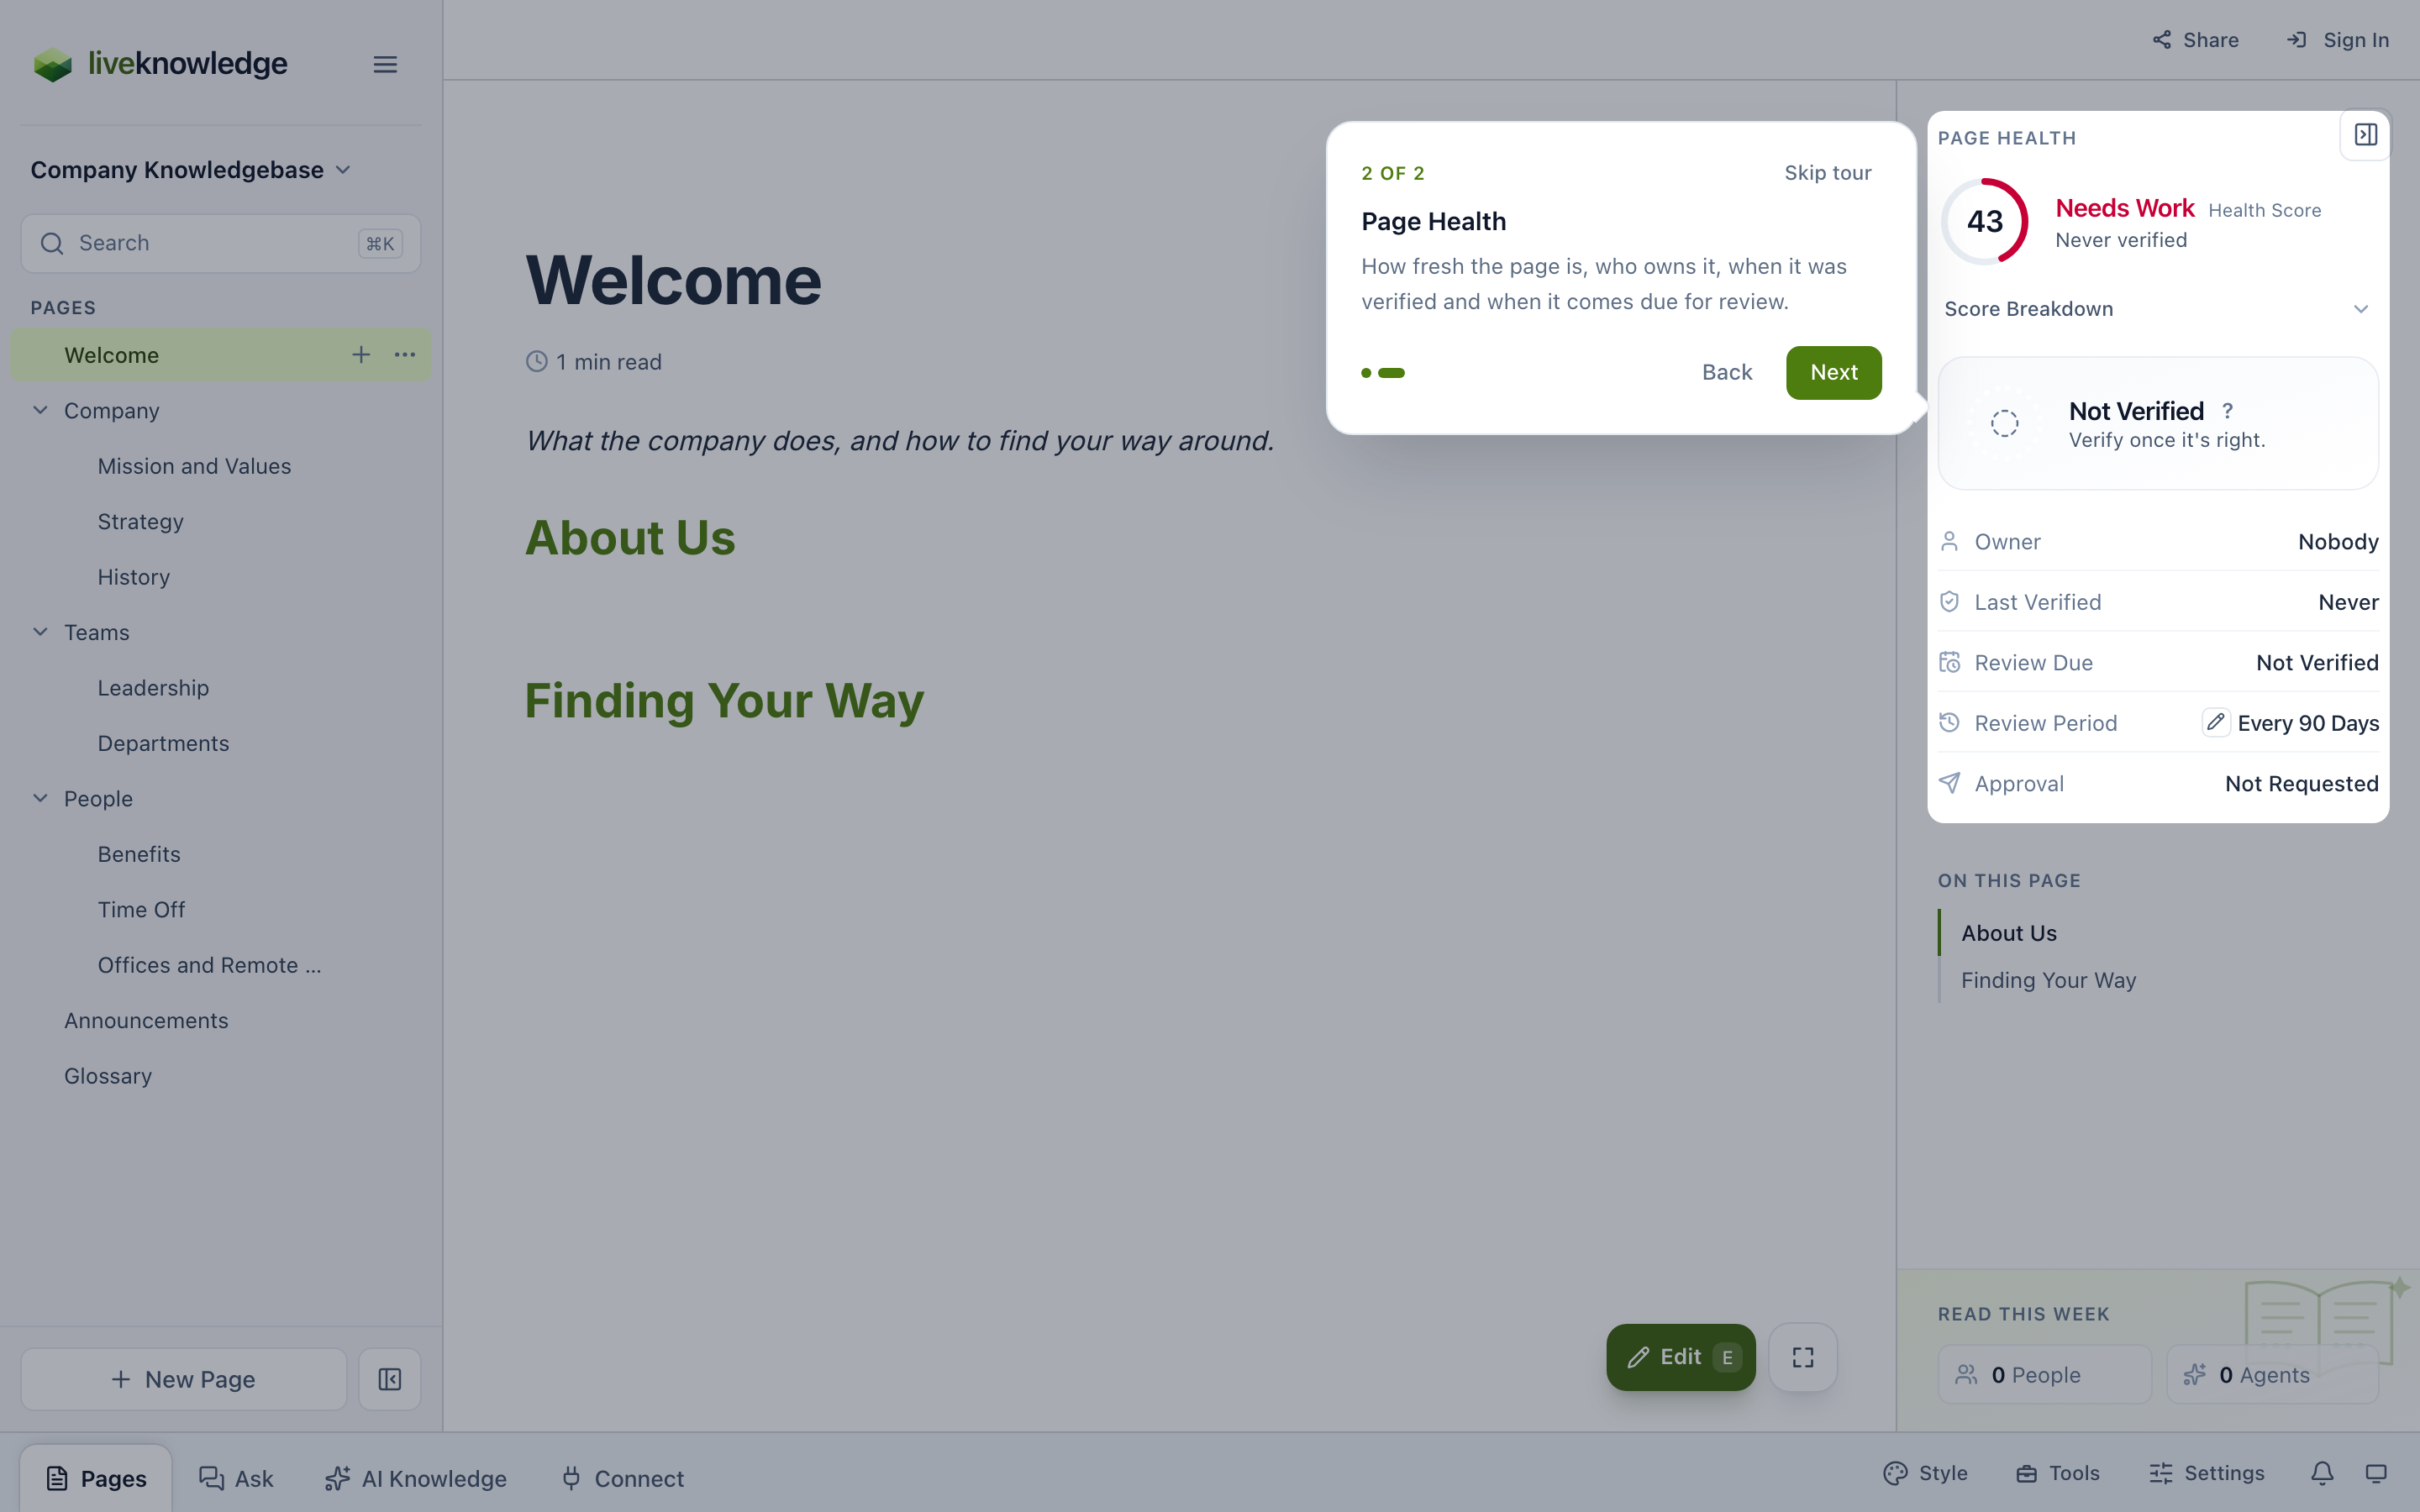 liveknowledge
Share
Sign In
Company Knowledgebase
Search
⌘K
PAGES
Welcome
Company
Mission and Values
Strategy
History
Teams
Leadership
Departments
People
Benefits
Time Off
Offices and Remote ...
Announcements
Glossary
New Page
Welcome
1 min read
What the company does, and how to find your way around.
About Us
Finding Your Way
Edit E
2 OF 2
Skip tour
Page Health
How fresh the page is, who owns it, when it was
verified and when it comes due for review.
Back
Next
PAGE HEALTH
43
Needs Work Health Score
Never verified
Score Breakdown
Not Verified ?
Verify once it's right.
Owner Nobody
Last Verified Never
Review Due Not Verified
Review Period Every 90 Days
Approval Not Requested
ON THIS PAGE
About Us
Finding Your Way
READ THIS WEEK
0 People
0 Agents
Pages
Ask
AI Knowledge
Connect
Style
Tools
Settings